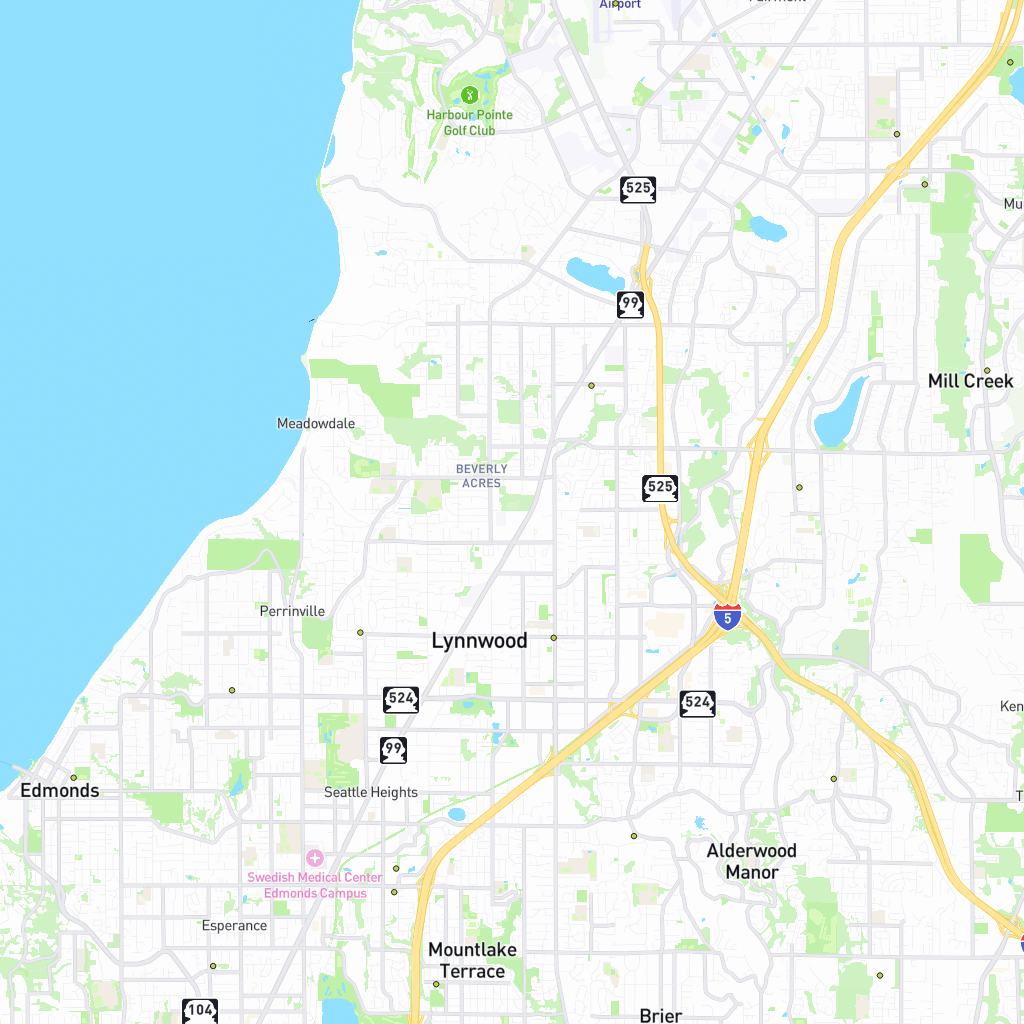 Airport
Harbour Pointe
Golf Club
525
99
Mill Creek
Meadowdale
BEVERLY
ACRES
525
Perrinville
5
Lynnwood
524
524
99
Edmonds
Seattle Heights
Alderwood
Manor
Swedish Medical Center
Edmonds Campus
Esperance
Mountlake
Terrace
104
Brier